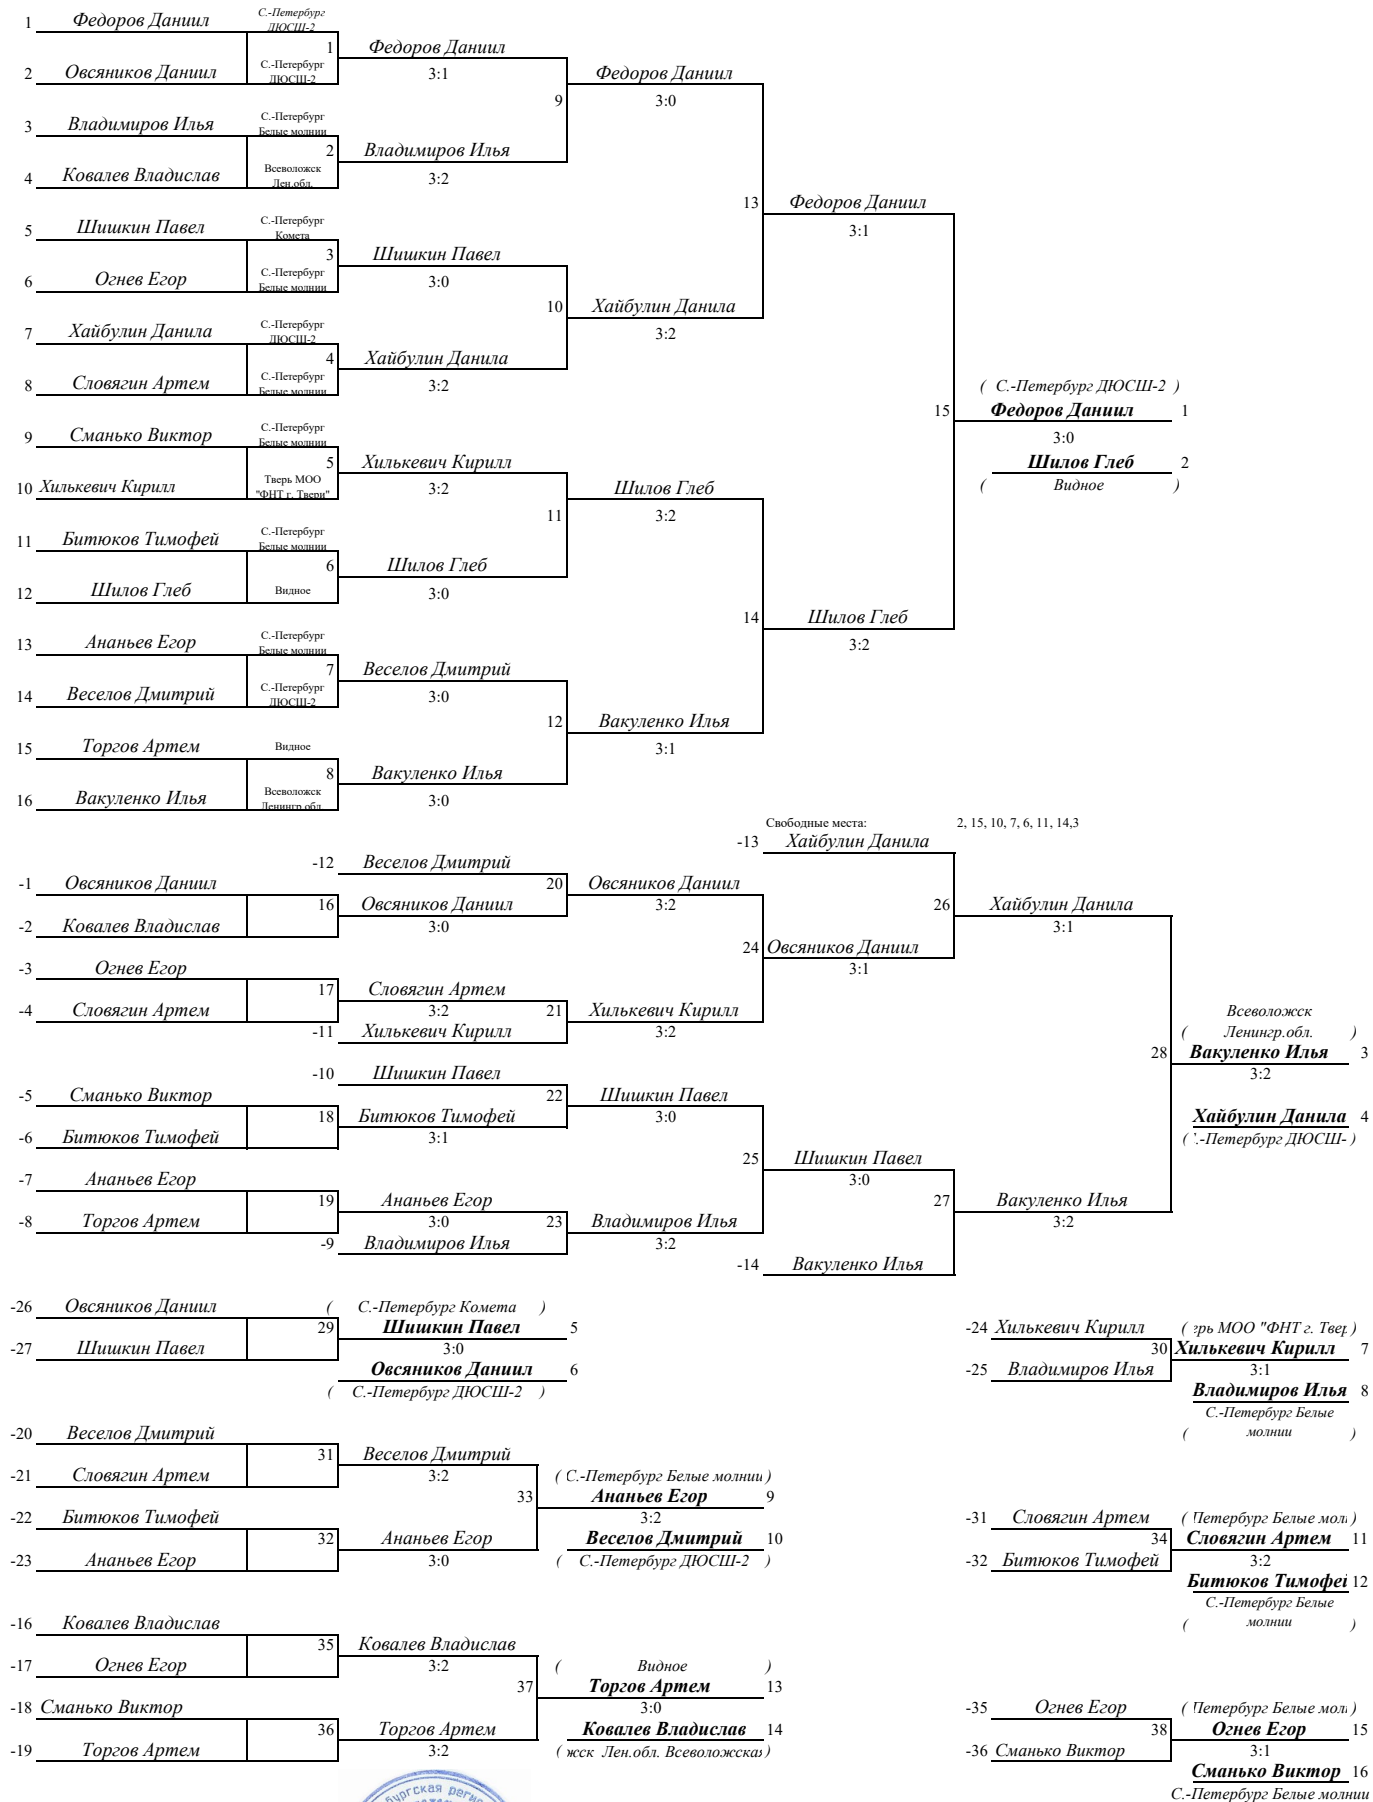 1 Федоров Даниил С.-Петербург ДЮСШ-2
1 Федоров Даниил
2 Овсяников Даниил С.-Петербург ДЮСШ-2
3:1
Федоров Даниил
9 3:0
3 Владимиров Илья С.-Петербург Белые молнии
2 Владимиров Илья
4 Ковалев Владислав Всеволожск Лен.обл.
3:2
13 Федоров Даниил
3:1
5 Шишкин Павел С.-Петербург Комета
3 Шишкин Павел
6 Огнев Егор С.-Петербург Белые молнии
3:0
10 Хайбулин Данила
3:2
7 Хайбулин Данила С.-Петербург ДЮСШ-2
4 Хайбулин Данила
8 Словягин Артем С.-Петербург Белые молнии
3:2
( С.-Петербург ДЮСШ-2 )
15 Федоров Даниил 1
3:0
Шилов Глеб 2
( Видное )
9 Сманько Виктор С.-Петербург Белые молнии
5 Хилькевич Кирилл
10 Хилькевич Кирилл Тверь МОО "ФНТ г. Твери"
3:2
Шилов Глеб
11 3:2
11 Битюков Тимофей С.-Петербург Белые молнии
6 Шилов Глеб
12 Шилов Глеб Видное
3:0
14 Шилов Глеб
3:2
13 Ананьев Егор С.-Петербург Белые молнии
7 Веселов Дмитрий
14 Веселов Дмитрий С.-Петербург ДЮСШ-2
3:0
12 Вакуленко Илья
3:1
15 Торгов Артем Видное
8 Вакуленко Илья
16 Вакуленко Илья Всеволожск Ленингр.обл.
3:0
Свободные места: 2, 15, 10, 7, 6, 11, 14,3
-13 Хайбулин Данила
-12 Веселов Дмитрий
-1 Овсяников Даниил
20 Овсяников Даниил
3:2
16 Овсяников Даниил
3:0
-2 Ковалев Владислав
26 Хайбулин Данила
3:1
24 Овсяников Даниил
3:1
-3 Огнев Егор
17 Словягин Артем
3:2
-4 Словягин Артем
21 Хилькевич Кирилл
3:2
-11 Хилькевич Кирилл
Всеволожск
( Ленингр.обл. )
28 Вакуленко Илья 3
3:2
-10 Шишкин Павел
-5 Сманько Виктор
22 Шишкин Павел
3:0
18 Битюков Тимофей
3:1
-6 Битюков Тимофей
Хайбулин Данила 4
( .-Петербург ДЮСШ- )
25 Шишкин Павел
3:0
-7 Ананьев Егор
19 Ананьев Егор
3:0
-8 Торгов Артем
23 Владимиров Илья
3:2
-9 Владимиров Илья
27 Вакуленко Илья
3:2
-14 Вакуленко Илья
-26 Овсяников Даниил
( С.-Петербург Комета )
29 Шишкин Павел 5
3:0
-27 Шишкин Павел
Овсяников Даниил 6
( С.-Петербург ДЮСШ-2 )
-24 Хилькевич Кирилл
( ерь МОО "ФНТ г. Твер )
30 Хилькевич Кирилл 7
3:1
-25 Владимиров Илья
Владимиров Илья 8
С.-Петербург Белые
( молнии )
-20 Веселов Дмитрий
31 Веселов Дмитрий
3:2
-21 Словягин Артем
( С.-Петербург Белые молнии )
33 Ананьев Егор 9
3:2
Веселов Дмитрий 10
( С.-Петербург ДЮСШ-2 )
-22 Битюков Тимофей
32 Ананьев Егор
3:0
-23 Ананьев Егор
-31 Словягин Артем
( Петербург Белые мол )
34 Словягин Артем 11
3:2
-32 Битюков Тимофей
Битюков Тимофей 12
С.-Петербург Белые
( молнии )
-16 Ковалев Владислав
35 Ковалев Владислав
3:2
-17 Огнев Егор
( Видное )
37 Торгов Артем 13
3:0
Ковалев Владислав 14
( жск Лен.обл. Всеволожская )
-18 Сманько Виктор
36 Торгов Артем
3:2
-19 Торгов Артем
-35 Огнев Егор
( Петербург Белые мол )
38 Огнев Егор 15
3:1
-36 Сманько Виктор
Сманько Виктор 16
С.-Петербург Белые молнии